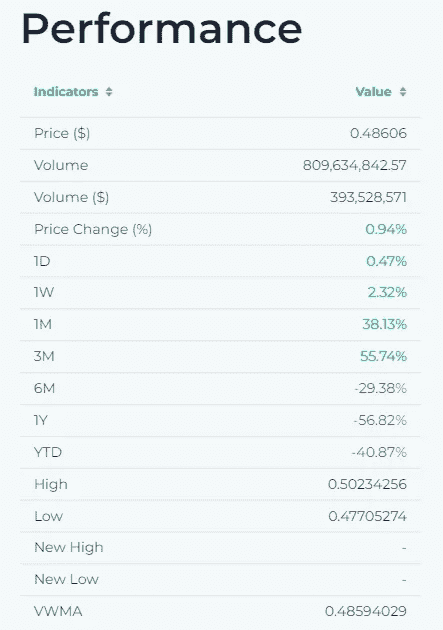 Performance
Indicators Value
Price ($) 0.48606
Volume 809,634,842.57
Volume ($) 393,528,571
Price Change (%) 0.94%
1D 0.47%
1W 2.32%
1M 38.13%
3M 55.74%
6M -29.38%
1Y -56.82%
YTD -40.87%
High 0.50234256
Low 0.47705274
New High -
New Low -
VWMA 0.48594029